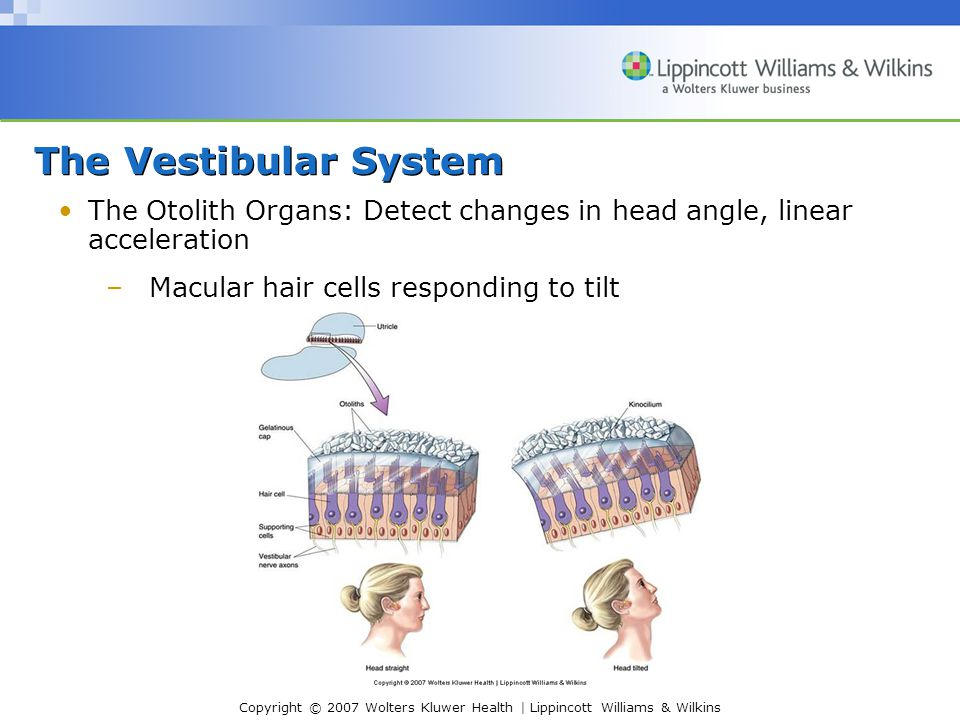 Lippincott Williams & Wilkins
a Wolters Kluwer business
The Vestibular System
• The Otolith Organs: Detect changes in head angle, linear
acceleration
– Macular hair cells responding to tilt
Utricle
Otoliths
Kinocilium
Gelatinous
cap
Hair cell
Supporting
cells
Vestibular
nerve axons
Head straight
Head tilted
Copyright © 2007 Wolters Kluwer Health | Lippincott Williams & Wilkins
Copyright © 2007 Wolters Kluwer Health | Lippincott Williams & Wilkins